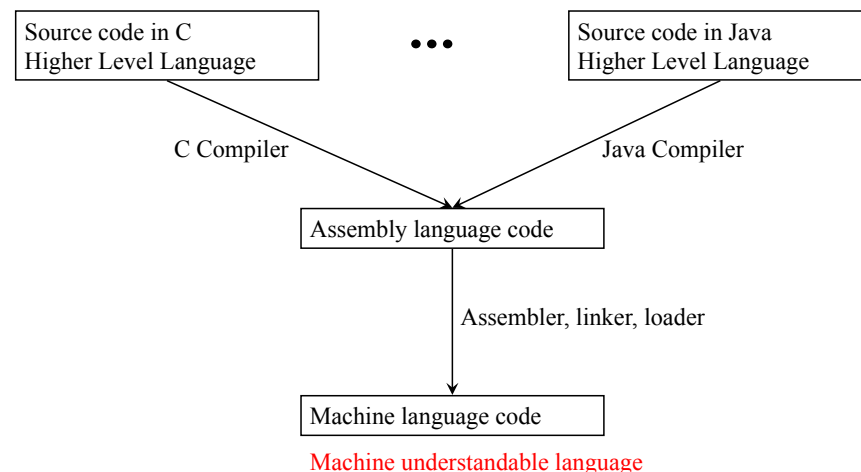 Source code in C
Higher Level Language
•••
Source code in Java
Higher Level Language
C Compiler
Java Compiler
Assembly language code
Assembler, linker, loader
Machine language code
Machine understandable language